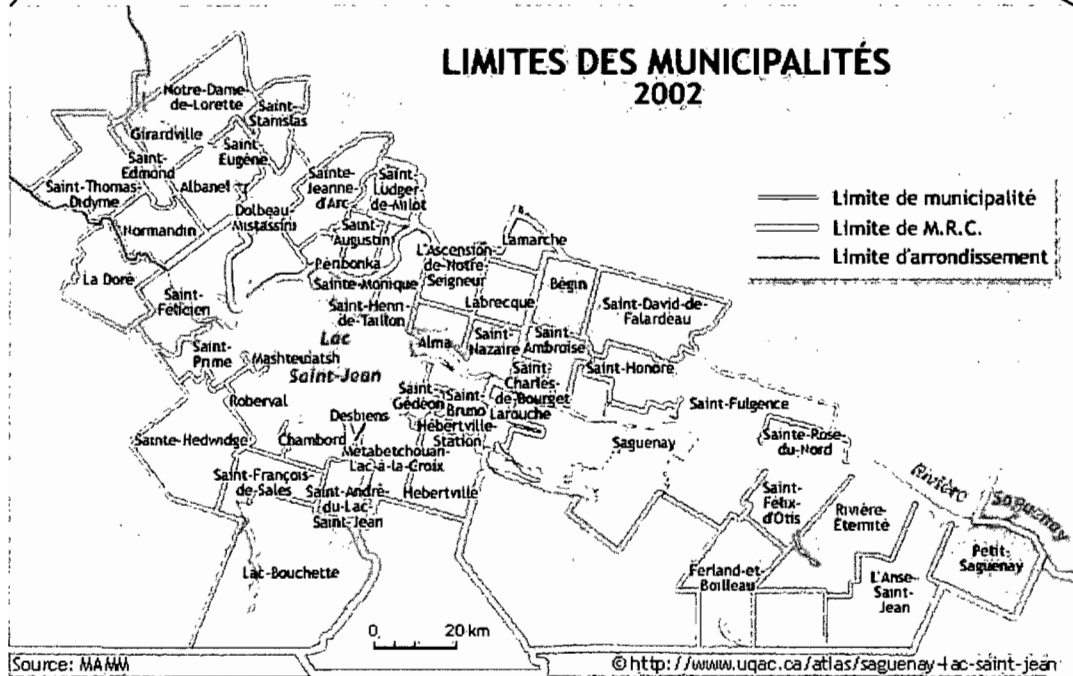 LIMITES DES MUNICIPALITÉS
2002
Notre-Dame-
de-Lorette
Saint-
Stanislas
Girardville
Saint-
Eugène
Saint-
Edmond
Saint-Thomas-
Didyme
Albanel
Sainte-
Jeanne-
d'Arc
Saint-
Ludger-
de-Milot
Normandin
Dolbeau-
Mistassini
Saint-
Augustin
Limite de municipalité
Limite de M.R.C.
Limite d'arrondissement
Lamarche
L'Ascension-
de-Notre-
Seigneur
Péribonka
La Doré
Sainte-Monique
Bégin
Saint-
Félicien
Saint-Henri-
de-Taillon
Labrecque
Saint-David-de-
Falardeau
Lac
Saint-Jean
Alma
Saint-
Nazaire
Saint-
Ambroise
Saint-
Prime
Mashteuiatsh
Saint-Honoré
Saint-
Charles-
de-Bourget
Saint-
Gédéon
Saint-
Bruno
Roberval
Larouche
Saint-Fulgence
Desbiens
Hébertville-
Station
Sainte-Hedwidge
Chambord
Saguenay
Sainte-Rose-
du-Nord
Métabetchouan-
Lac-à-la-Croix
Rivière
Saguenay
Saint-François-
de-Sales
Saint-André-
du-Lac-
Saint-Jean
Hébertville
Saint-
Félix-
d'Otis
Rivière-
Éternité
Petit-
Saguenay
Lac-Bouchette
Ferland-et-
Boilleau
L'Anse-
Saint-
Jean
0 20 km
Source: MAMM
©http://www.uqac.ca/atlas/saguenay-lac-saint-jean